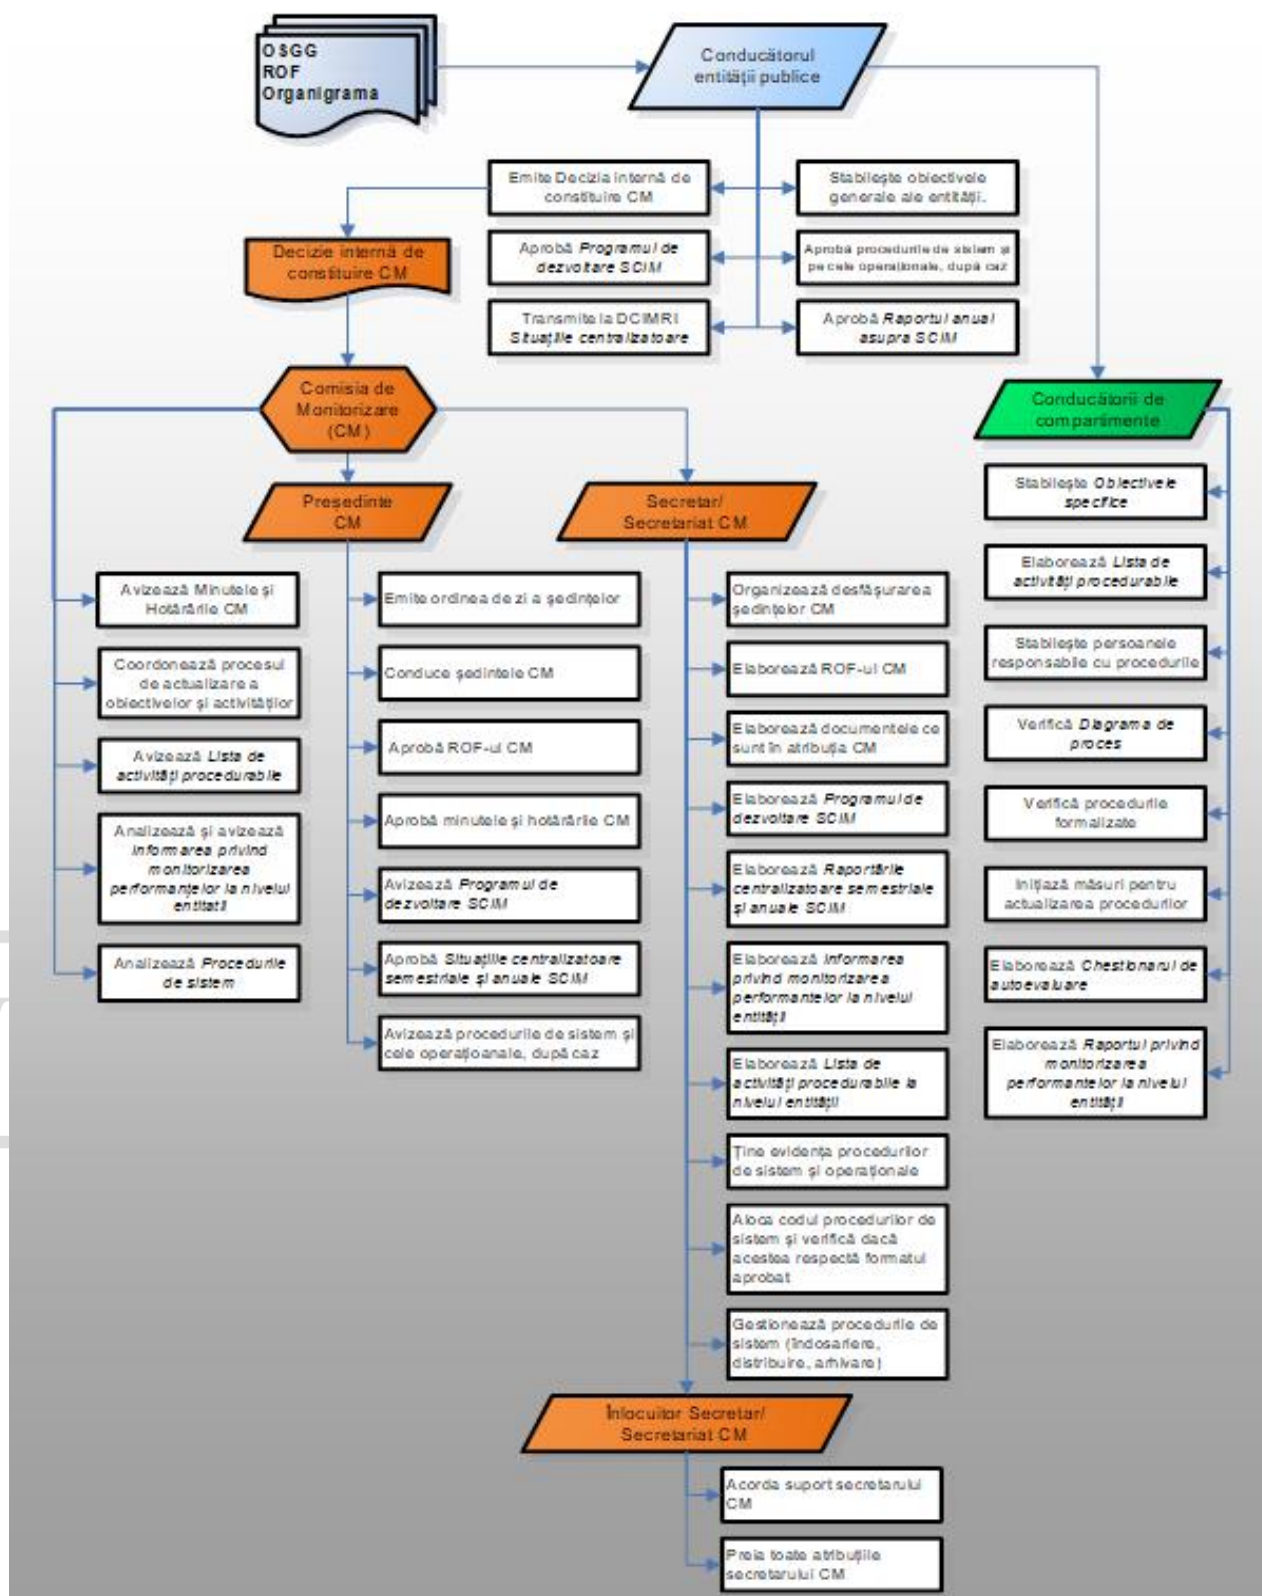 OSGG
ROF
Organigrama
Conducătorul
entității publice
Emite Decizia internă de
constituire CM
Stabilește obiectivele
generale ale entității.
Decizie internă de
constituire CM
Aprobă Programul de
dezvoltare SCIM
Aprobă procedurile de sistem și
pe cele operaționale, după caz
Transmite la DCIMRI
Situațiile centralizatoare
Aprobă Raportul anual
asupra SCIM
Comisia de
Monitorizare
(CM)
Conducătorii de
compartimente
Președinte
CM
Secretar/
Secretariat CM
Avizează Minutele și
Hotărârile CM
Coordonează procesul
de actualizare a
obiectivelor și activităților
Avizează Lista de
activități procedurabile
Analizează și avizează
Informarea privind
monitorizarea
performanțelor la nivelul
entitatii
Analizează Procedurile
de sistem
Emite ordinea de zi a ședințelor
Conduce ședintele CM
Aprobă ROF-ul CM
Aprobă minutele și hotărârile CM
Avizează Programul de
dezvoltare SCIM
Aprobă Situațiile centralizatoare
semestriale și anuale SCIM
Avizează procedurile de sistem și
cele operațioanale, după caz
Organizează desfășurarea
ședințelor CM
Elaborează ROF-ul CM
Elaborează documentele ce
sunt în atribuția CM
Elaborează Programul de
dezvoltare SCIM
Elaborează Raportările
centralizatoare semestriale
și anuale SCIM
Elaborează Informarea
privind monitorizarea
performantelor la nivelul
entității
Elaborează Lista de
activități procedurabile la
nivelul entității
Ține evidența procedurilor
de sistem și operaționale
Aloca codul procedurilor de
sistem și verifică dacă
acestea respectă formatul
aprobat
Gestionează procedurile de
sistem (îndosariere,
distribuire, arhivare)
Stabilește Obiectivele
specifice
Elaborează Lista de
activități procedurabile
Stabilește persoanele
responsabile cu procedurile
Verifică Diagrama de
proces
Verifică procedurile
formalizate
Inițiază măsuri pentru
actualizarea procedurilor
Elaborează Chestionarul de
autoevaluare
Elaborează Raportul privind
monitorizarea
performantelor la nivelul
entității
Înlocuitor Secretar/
Secretariat CM
Acorda suport secretarului
CM
Preia toate atribuțiile
secretarului CM